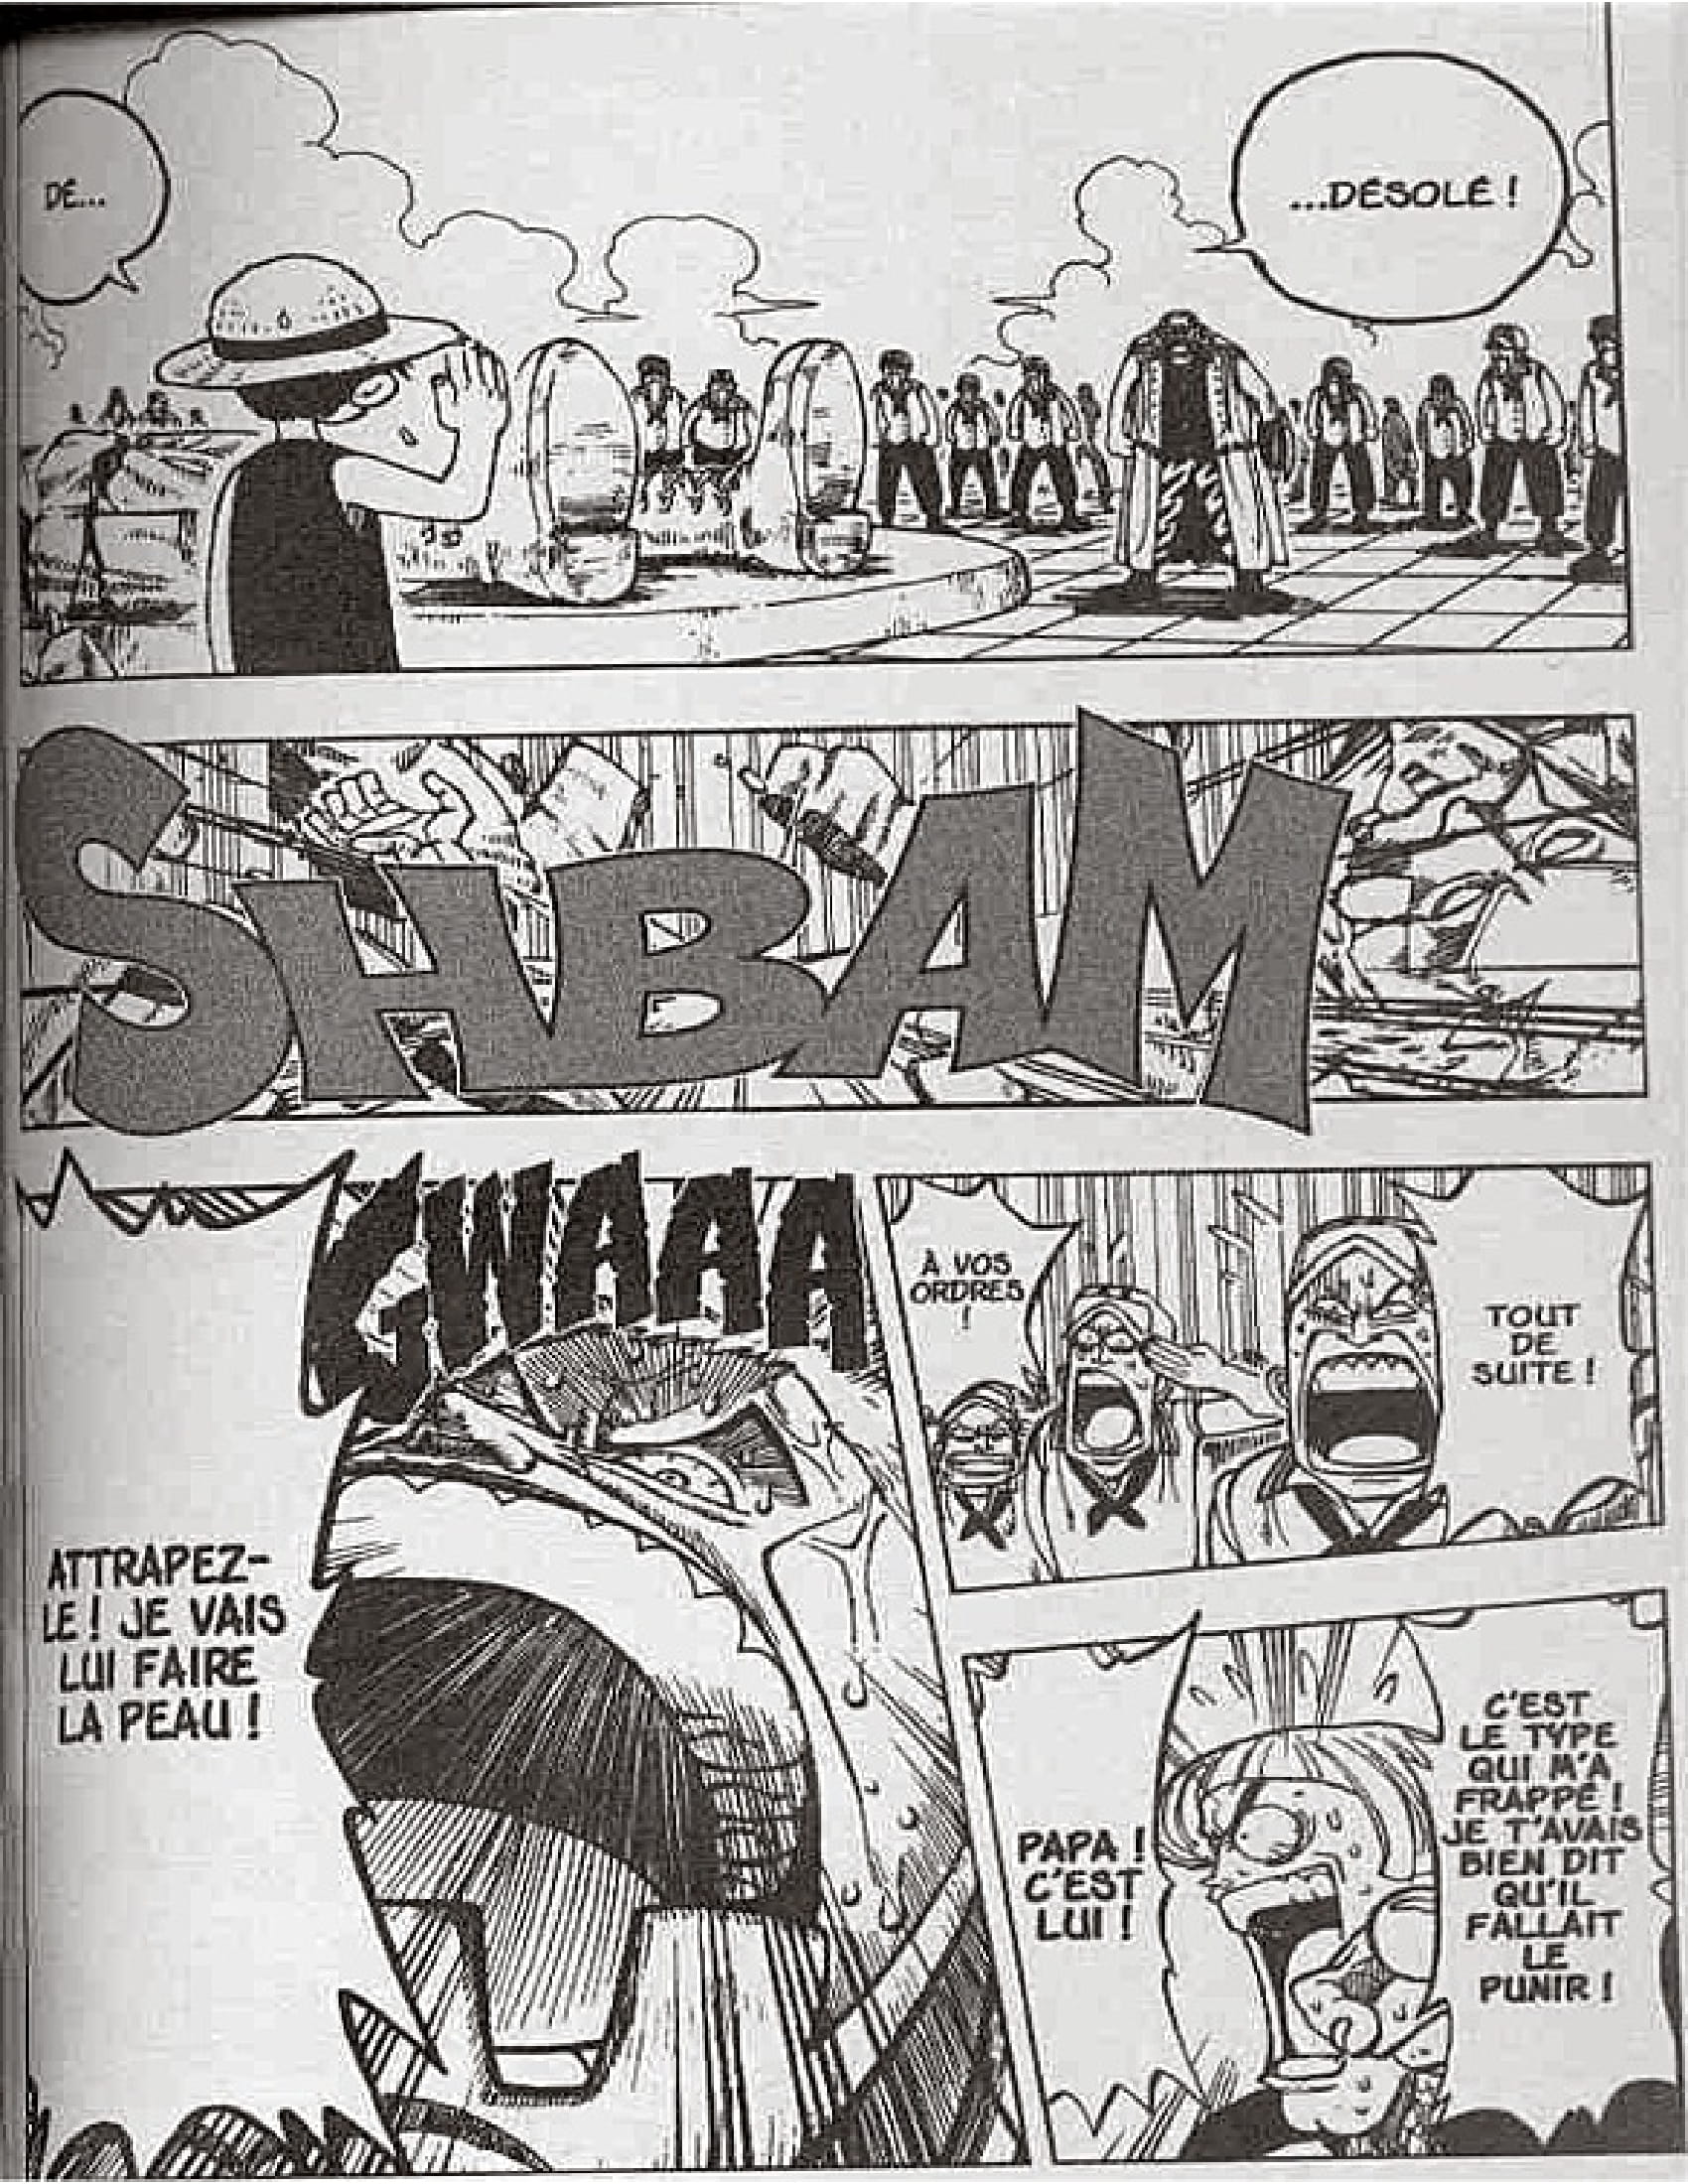 DÉ...
...DÉSOLÉ !
SHBAM
GWAAA
ATTRAPEZ-
LE ! JE VAIS
LUI FAIRE
LA PEAU !
À VOS
ORDRES
!
TOUT
DE
SUITE !
PAPA !
C'EST
LUI !
C'EST
LE TYPE
QUI M'A
FRAPPÉ !
JE T'AVAIS
BIEN DIT
QU'IL
FALLAIT
LE
PUNIR !